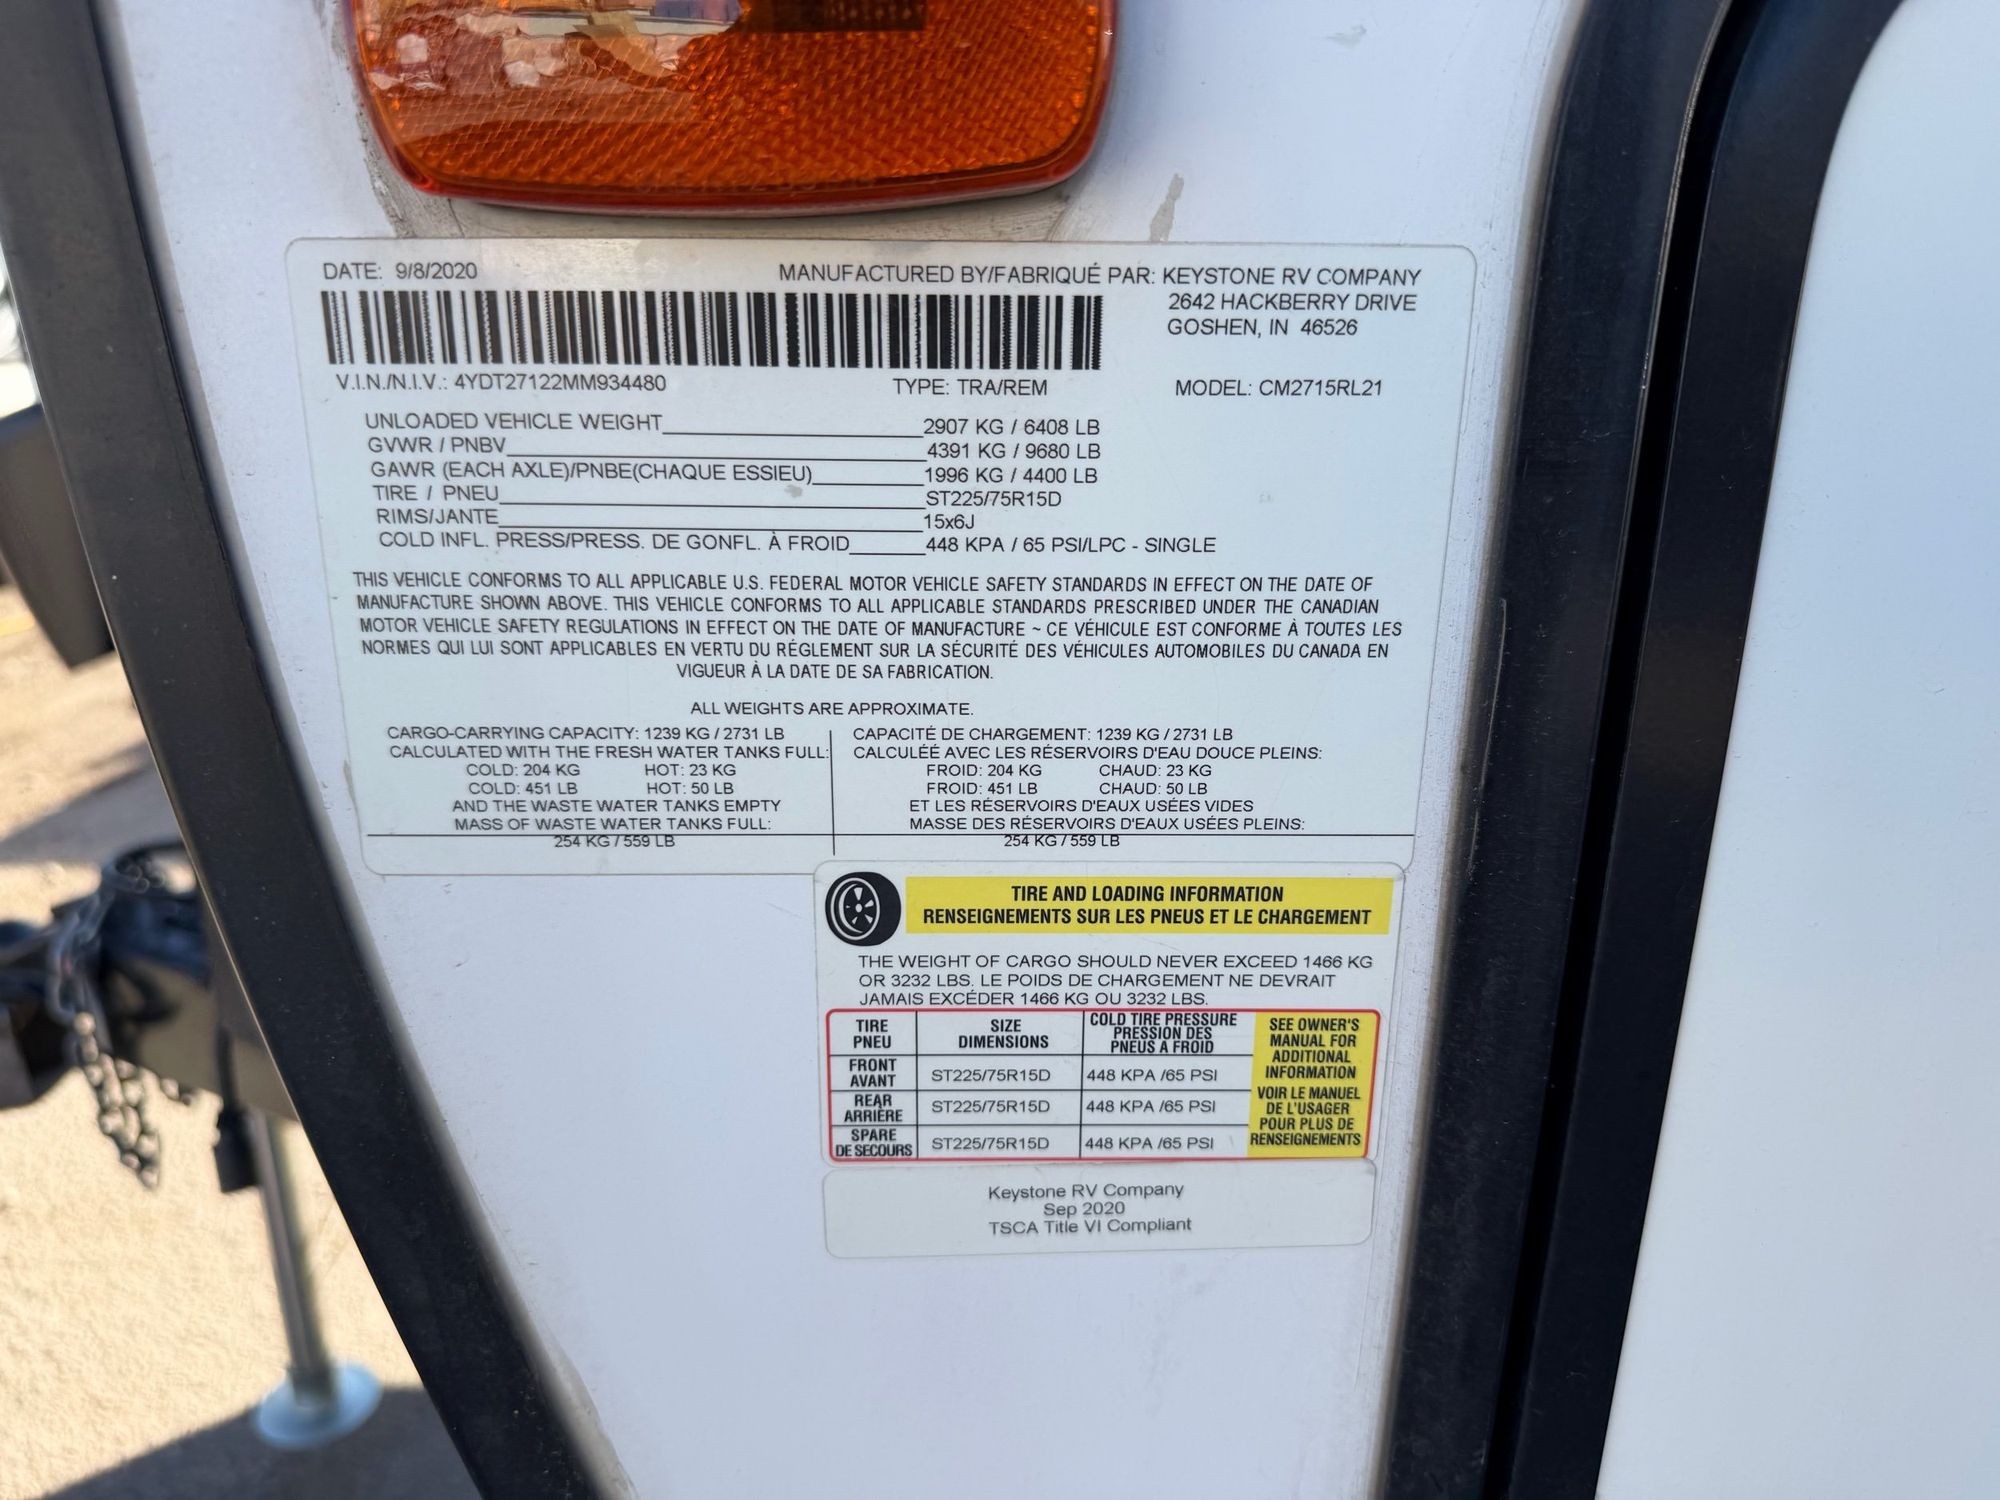 DATE: 9/8/2020
MANUFACTURED BY/FABRIQUÉ PAR: KEYSTONE RV COMPANY
2642 HACKBERRY DRIVE
GOSHEN, IN 46526
V.I.N./N.I.V.: 4YDT27122MM934480
TYPE: TRA/REM
MODEL: CM2715RL21
UNLOADED VEHICLE WEIGHT 2907 KG / 6408 LB
GVWR / PNBV 4391 KG / 9680 LB
GAWR (EACH AXLE)/PNBE(CHAQUE ESSIEU) 1996 KG / 4400 LB
TIRE / PNEU ST225/75R15D
RIMS/JANTE 15x6J
COLD INFL. PRESS/PRESS. DE GONFL. À FROID 448 KPA / 65 PSI/LPC - SINGLE
THIS VEHICLE CONFORMS TO ALL APPLICABLE U.S. FEDERAL MOTOR VEHICLE SAFETY STANDARDS IN EFFECT ON THE DATE OF
MANUFACTURE SHOWN ABOVE. THIS VEHICLE CONFORMS TO ALL APPLICABLE STANDARDS PRESCRIBED UNDER THE CANADIAN
MOTOR VEHICLE SAFETY REGULATIONS IN EFFECT ON THE DATE OF MANUFACTURE ~ CE VÉHICULE EST CONFORME À TOUTES LES
NORMES QUI LUI SONT APPLICABLES EN VERTU DU RÉGLEMENT SUR LA SÉCURITÉ DES VÉHICULES AUTOMOBILES DU CANADA EN
VIGUEUR À LA DATE DE SA FABRICATION.
ALL WEIGHTS ARE APPROXIMATE.
CARGO-CARRYING CAPACITY: 1239 KG / 2731 LB
CALCULATED WITH THE FRESH WATER TANKS FULL:
COLD: 204 KG HOT: 23 KG
COLD: 451 LB HOT: 50 LB
AND THE WASTE WATER TANKS EMPTY
MASS OF WASTE WATER TANKS FULL:
254 KG / 559 LB
CAPACITÉ DE CHARGEMENT: 1239 KG / 2731 LB
CALCULÉE AVEC LES RÉSERVOIRS D'EAU DOUCE PLEINS:
FROID: 204 KG CHAUD: 23 KG
FROID: 451 LB CHAUD: 50 LB
ET LES RÉSERVOIRS D'EAUX USÉES VIDES
MASSE DES RÉSERVOIRS D'EAUX USÉES PLEINS:
254 KG / 559 LB
TIRE AND LOADING INFORMATION
RENSEIGNEMENTS SUR LES PNEUS ET LE CHARGEMENT
THE WEIGHT OF CARGO SHOULD NEVER EXCEED 1466 KG
OR 3232 LBS. LE POIDS DE CHARGEMENT NE DEVRAIT
JAMAIS EXCÉDER 1466 KG OU 3232 LBS.
TIRE
PNEU
SIZE
DIMENSIONS
COLD TIRE PRESSURE
PRESSION DES
PNEUS A FROID
FRONT
AVANT
ST225/75R15D
448 KPA /65 PSI
REAR
ARRIÈRE
ST225/75R15D
448 KPA /65 PSI
SPARE
DE SECOURS
ST225/75R15D
448 KPA /65 PSI
SEE OWNER'S
MANUAL FOR
ADDITIONAL
INFORMATION
VOIR LE MANUEL
DE L'USAGER
POUR PLUS DE
RENSEIGNEMENTS
Keystone RV Company
Sep 2020
TSCA Title VI Compliant